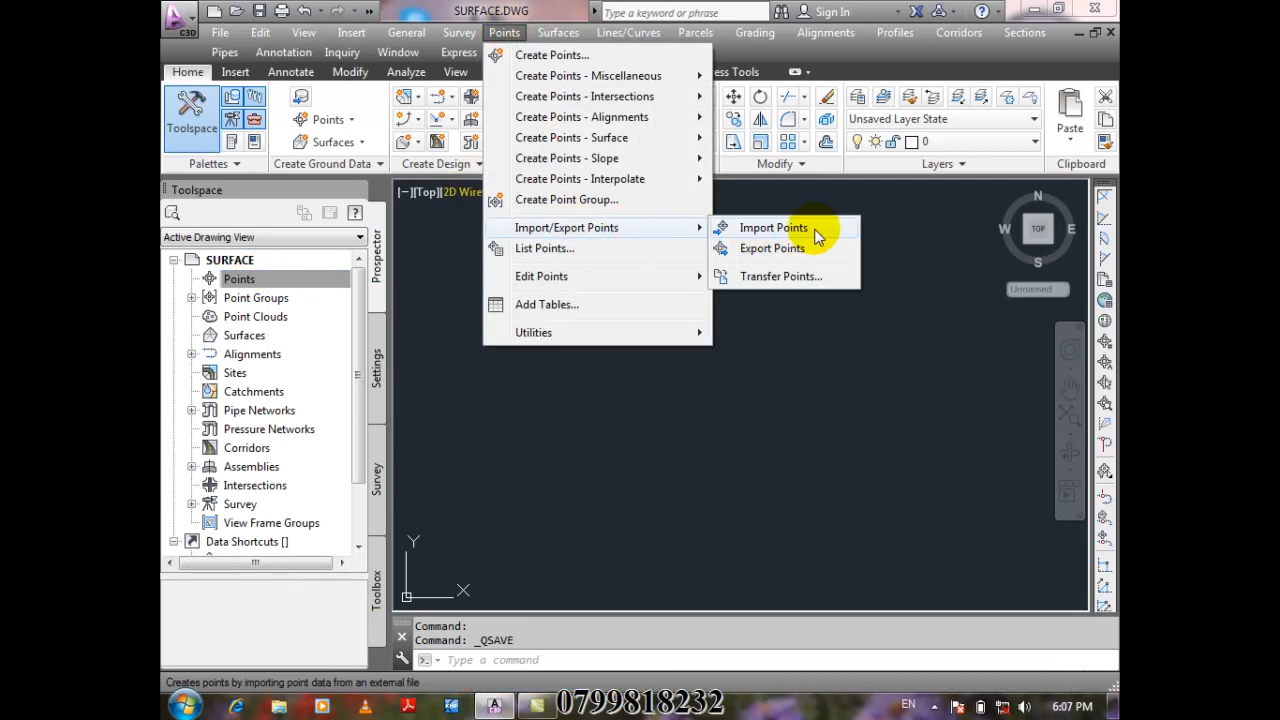 SURFACE.DWG
Type a keyword or phrase
Sign In
C3D
File Edit View Insert General Survey Points Surfaces Lines/Curves Parcels Grading Alignments Profiles Corridors Sections
Pipes Annotation Inquiry Window Express
Home Insert Annotate Modify Analyze View ess Tools
Toolspace
Points
Surfaces
Unsaved Layer State
0
Paste
Palettes
Create Ground Data
Create Design
Modify
Layers
Clipboard
Create Points...
Create Points - Miscellaneous
Create Points - Intersections
Create Points - Alignments
Create Points - Surface
Create Points - Slope
Create Points - Interpolate
Create Point Group...
Import/Export Points
List Points...
Edit Points
Add Tables...
Utilities
Import Points
Export Points
Transfer Points...
Toolspace
Active Drawing View
SURFACE
Points
Point Groups
Point Clouds
Surfaces
Alignments
Sites
Catchments
Pipe Networks
Pressure Networks
Corridors
Assemblies
Intersections
Survey
View Frame Groups
Data Shortcuts []
Prospector
Settings
Survey
Toolbox
[−][Top][2D Wire
N
W TOP E
S
Unnamed
Y
X
Command:
Command: _QSAVE
Type a command
Creates points by importing point data from an external file
0799818232
EN
6:07 PM